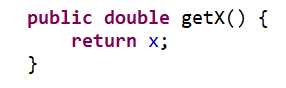 public double getX() {
    return x;
}